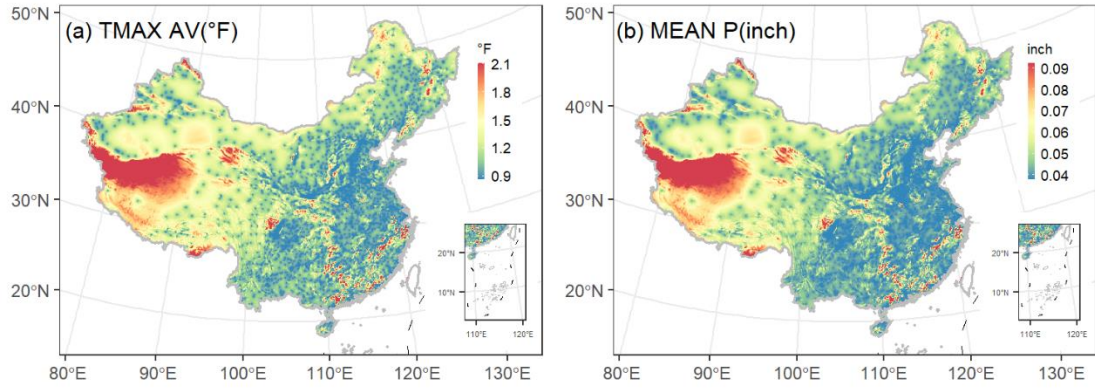 (a) TMAX AV(°F)
50°N
40°N
30°N
20°N
80°E
90°E
100°E
110°E
120°E
130°E
°F
2.1
1.8
1.5
1.2
0.9
20°N
10°N
110°E
120°E
(b) MEAN P(inch)
50°N
40°N
30°N
20°N
80°E
90°E
100°E
110°E
120°E
130°E
inch
0.09
0.08
0.07
0.06
0.05
0.04
20°N
10°N
110°E
120°E